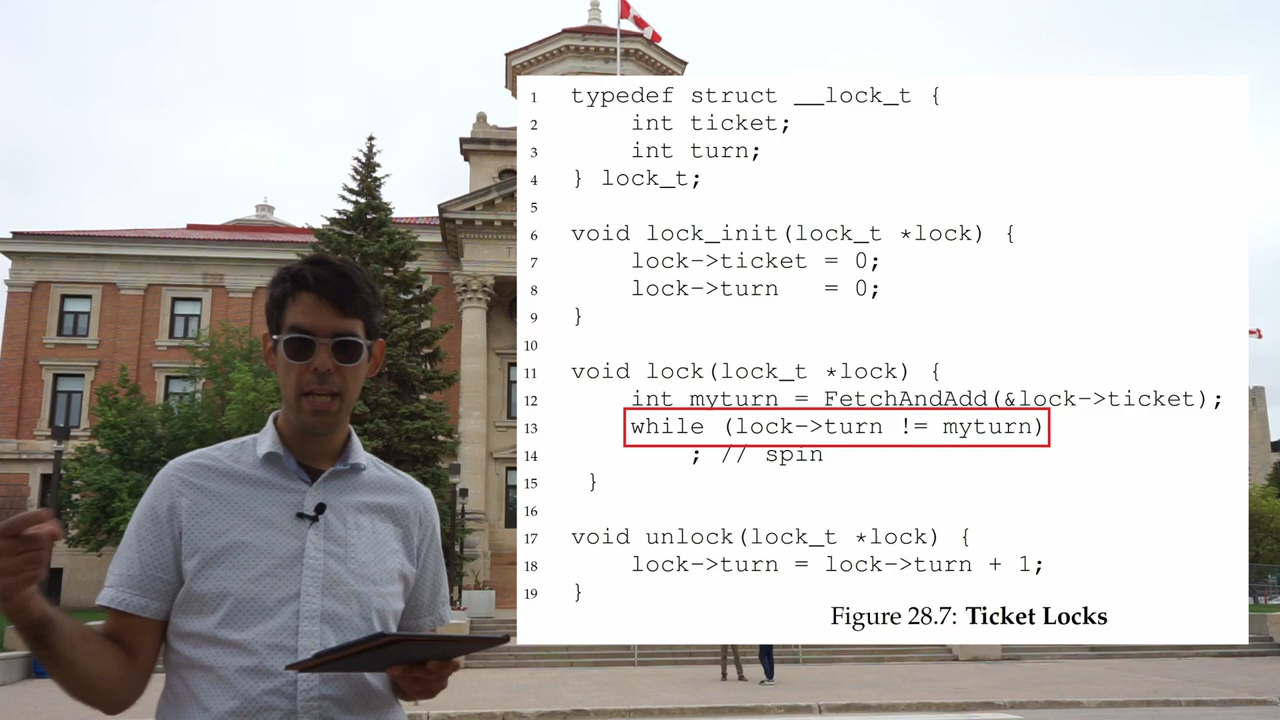 1 typedef struct __lock_t {
2 int ticket;
3 int turn;
4 } lock_t;
5
6 void lock_init(lock_t *lock) {
7 lock->ticket = 0;
8 lock->turn = 0;
9 }
10
11 void lock(lock_t *lock) {
12 int myturn = FetchAndAdd(&lock->ticket);
13 while (lock->turn != myturn)
14 ; // spin
15 }
16
17 void unlock(lock_t *lock) {
18 lock->turn = lock->turn + 1;
19 }
Figure 28.7: Ticket Locks